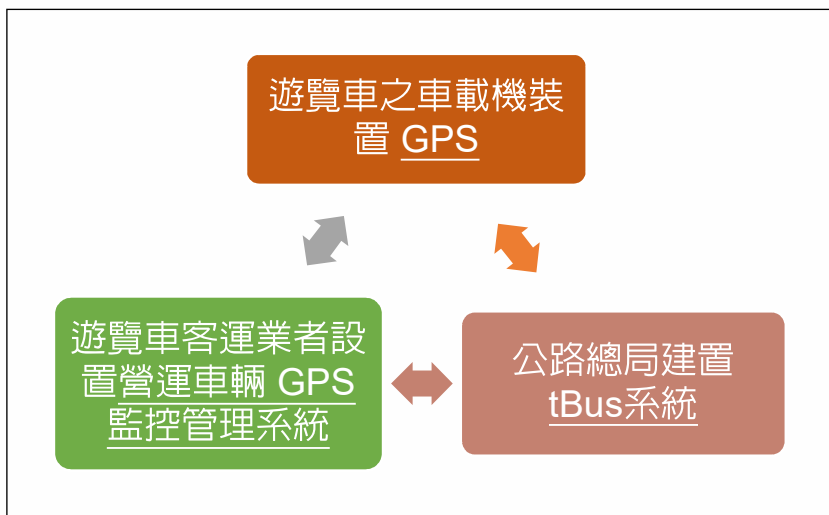 遊覽車之車載機裝
置 GPS
遊覽車客運業者設
置營運車輛 GPS
監控管理系統
公路總局建置
tBus系統